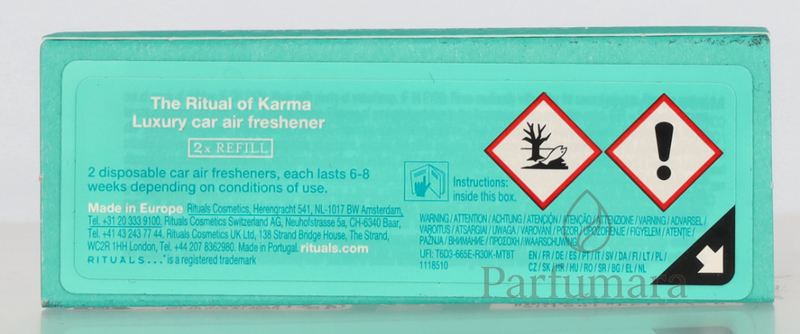 The Ritual of Karma
Luxury car air freshener
2x REFILL
2 disposable car air fresheners, each lasts 6-8
weeks depending on conditions of use.
Instructions:
inside this box.
Made in Europe Rituals Cosmetics, Herengracht 541, NL-1017 BW Amsterdam,
Tel. +31 20 333 9100. Rituals Cosmetics Switzerland AG, Neuhofstrasse 5a, CH-6340 Baar,
Tel. +41 43 243 77 44. Rituals Cosmetics UK Ltd, 138 Strand Bridge House, The Strand,
WC2R 1HH London, Tel. +44 207 8362980. Made in Portugal. rituals.com
RITUALS...® is a registered trademark
WARNING / ATTENTION / ACHTUNG / ATENCIÓN / ATENÇÃO / ATTENZIONE / VARNING / ADVARSEL /
VAROITUS / ATSARGIAI / UWAGA / VAROVÁNÍ / POZOR / UPOZORENJE / FIGYELEM / ATENȚIE /
PAŽNJA / ВНИМАНИЕ / ΠΡΟΣΟΧΗ / WAARSCHUWING
UFI: T6D3-665E-R30K-MTBT
1118510
EN / FR / DE / ES / PT / IT / SV / DA / FI / LT / PL /
CZ / SK / HR / HU / RO / SR / BG / EL / NL
Parfumara